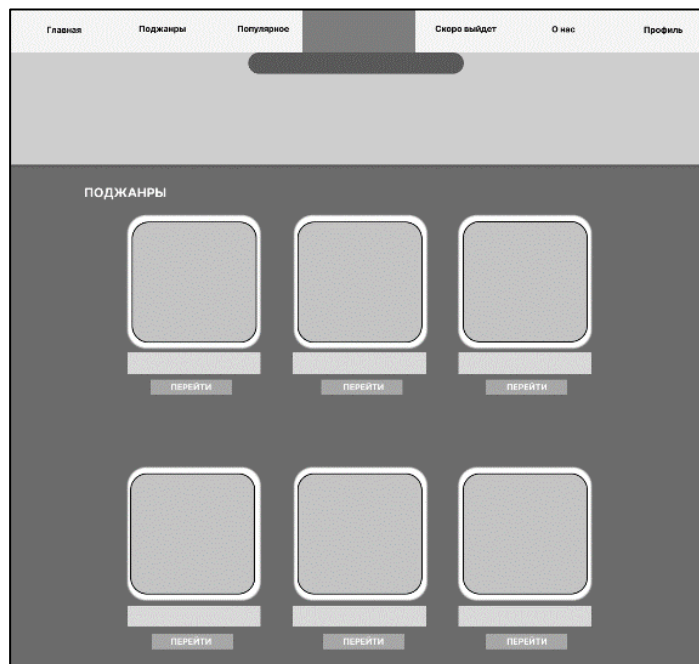 Главная Поджанры Популярное Скоро выйдет О нас Профиль
ПОДЖАНРЫ
ПЕРЕЙТИ ПЕРЕЙТИ ПЕРЕЙТИ
ПЕРЕЙТИ ПЕРЕЙТИ ПЕРЕЙТИ